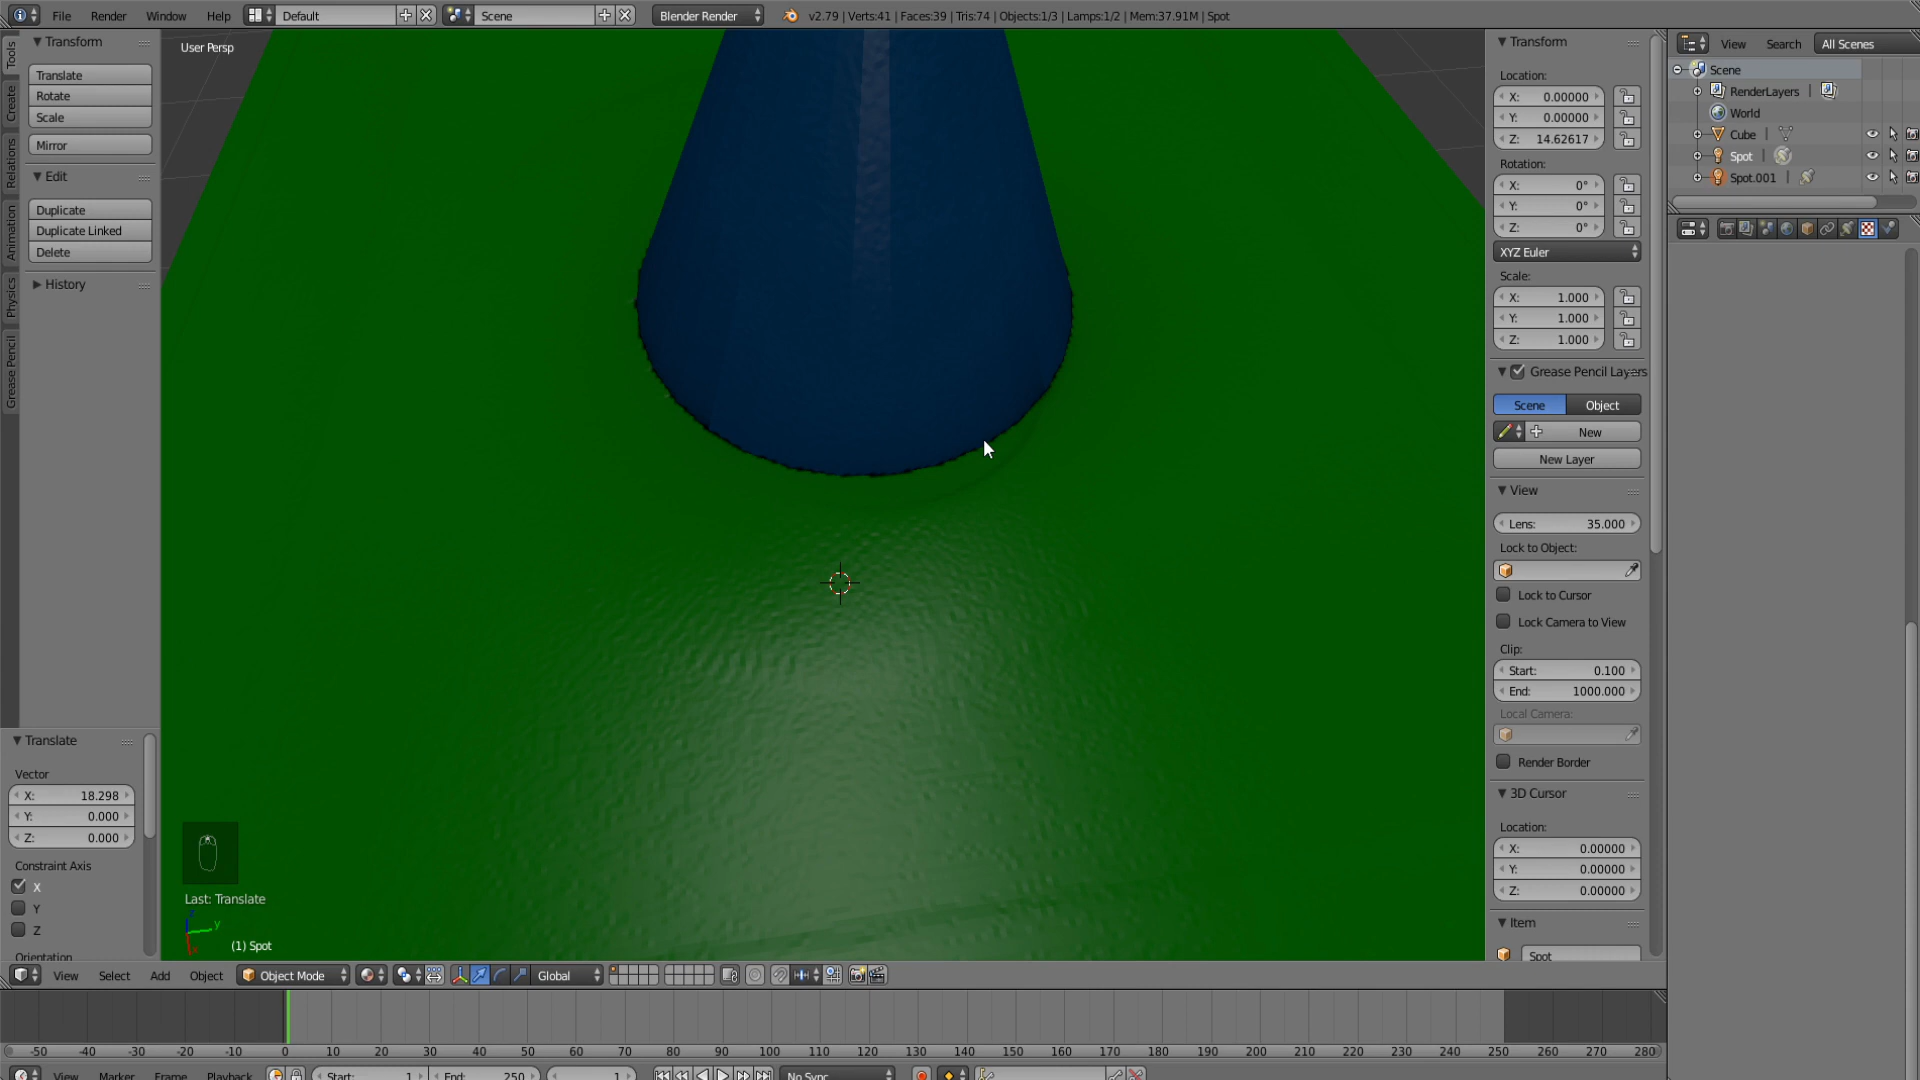 File Render Window Help Default Scene Blender Render v2.79 | Verts:41 | Faces:39 | Tris:74 | Objects:1/3 | Lamps:1/2 | Mem:37.91M | Spot
Tools
Create
Relations
Animation
Physics
Grease Pencil
Transform
Translate
Rotate
Scale
Mirror
Edit
Duplicate
Duplicate Linked
Delete
History
Translate
Vector
X: 18.298
Y: 0.000
Z: 0.000
Constraint Axis
X
Y
Z
Orientation
User Persp
Last: Translate
(1) Spot
Transform
Location:
X: 0.00000
Y: 0.00000
Z: 14.62617
Rotation:
X: 0°
Y: 0°
Z: 0°
XYZ Euler
Scale:
X: 1.000
Y: 1.000
Z: 1.000
Grease Pencil Layers
Scene Object
New
New Layer
View
Lens: 35.000
Lock to Object:
Lock to Cursor
Lock Camera to View
Clip:
Start: 0.100
End: 1000.000
Local Camera:
Render Border
3D Cursor
Location:
X: 0.00000
Y: 0.00000
Z: 0.00000
Item
Spot
View Search All Scenes
Scene
RenderLayers |
World
Cube |
Spot |
Spot.001 |
View Select Add Object Object Mode Global
-50 -40 -30 -20 -10 0 10 20 30 40 50 60 70 80 90 100 110 120 130 140 150 160 170 180 190 200 210 220 230 240 250 260 270 280
View Marker Frame Playback Start: 1 End: 250 1 No Sync